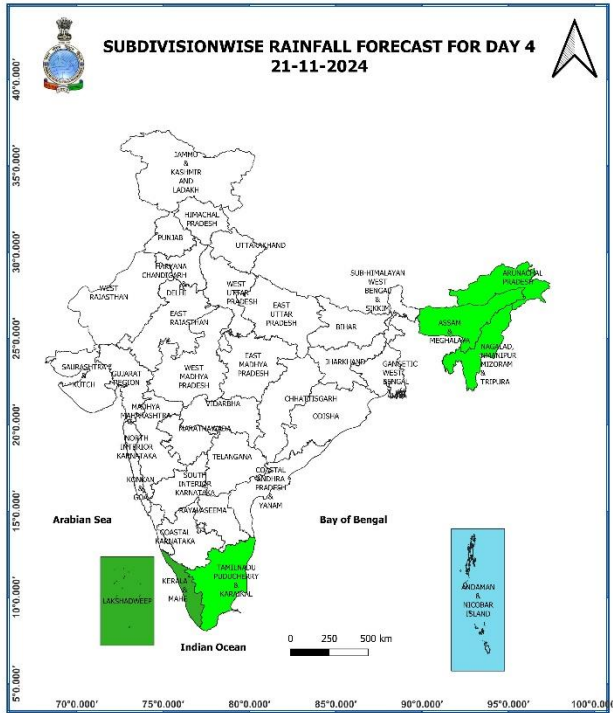 SUBDIVISIONWISE RAINFALL FORECAST FOR DAY 4
21-11-2024
40°0.000'
35°0.000'
30°0.000'
25°0.000'
20°0.000'
15°0.000'
10°0.000'
5°0.000'
JAMMO
&
KASHMIR
AND
LADAKH
HIMACHAL
PRADESH
PUNJAB
UTTARAKHAND
HARYANA
CHANDIGARH
&
DELHI
WEST
RAJASTHAN
WEST
UTTAR
PRADESH
EAST
RAJASTHAN
EAST
UTTAR
PRADESH
SUB-HIMALAYAN
WEST
BENGAL
&
SIKKIM
ARUNACHAL
PRADESH
ASSAM
&
MEGHALAYA
NAGALAD,
MANIPUR
MIZORAM
&
TRIPURA
BIHAR
SAURASHTRA
&
KUTCH
GUJARAT
REGION
WEST
MADHYA
PRADESH
EAST
MADHYA
PRADESH
JHARKHAND
GANGETIC
WEST
BENGAL
CHHATTISGARH
ODISHA
MADHYA
MAHARASHTRA
VIDARBHA
MARATHAWADA
NORTH
INTERIOR
KARNATAKA
TELANGANA
KONKAN
&
GOA
SOUTH
INTERIOR
KARNATAKA
COASTAL
ANDHRA
PRADESH
&
YANAM
RAYALASEEMA
COASTAL
KARNATAKA
Arabian Sea
Bay of Bengal
LAKSHADWEEP
KERALA
&
MAHE
TAMILNADU
PUDUCHERRY
&
KARAIKAL
ANDAMAN
&
NICOBAR
ISLAND
Indian Ocean
0 250 500 km
70°0.000' 75°0.000' 80°0.000' 85°0.000' 90°0.000' 95°0.000' 100°0.000'